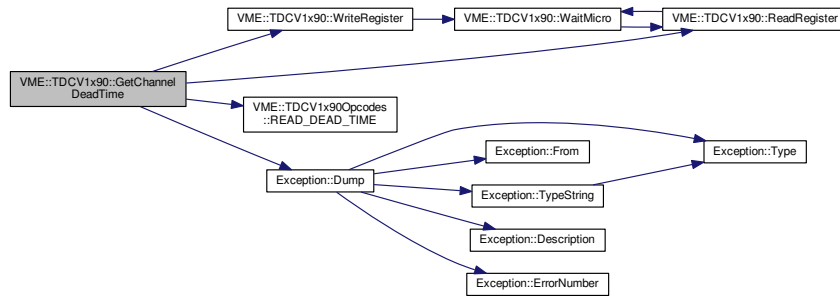 VME::TDCV1x90::WriteRegister
VME::TDCV1x90::WaitMicro
VME::TDCV1x90::ReadRegister
VME::TDCV1x90::GetChannel
DeadTime
VME::TDCV1x90Opcodes
::READ_DEAD_TIME
Exception::From
Exception::Type
Exception::Dump
Exception::TypeString
Exception::Description
Exception::ErrorNumber